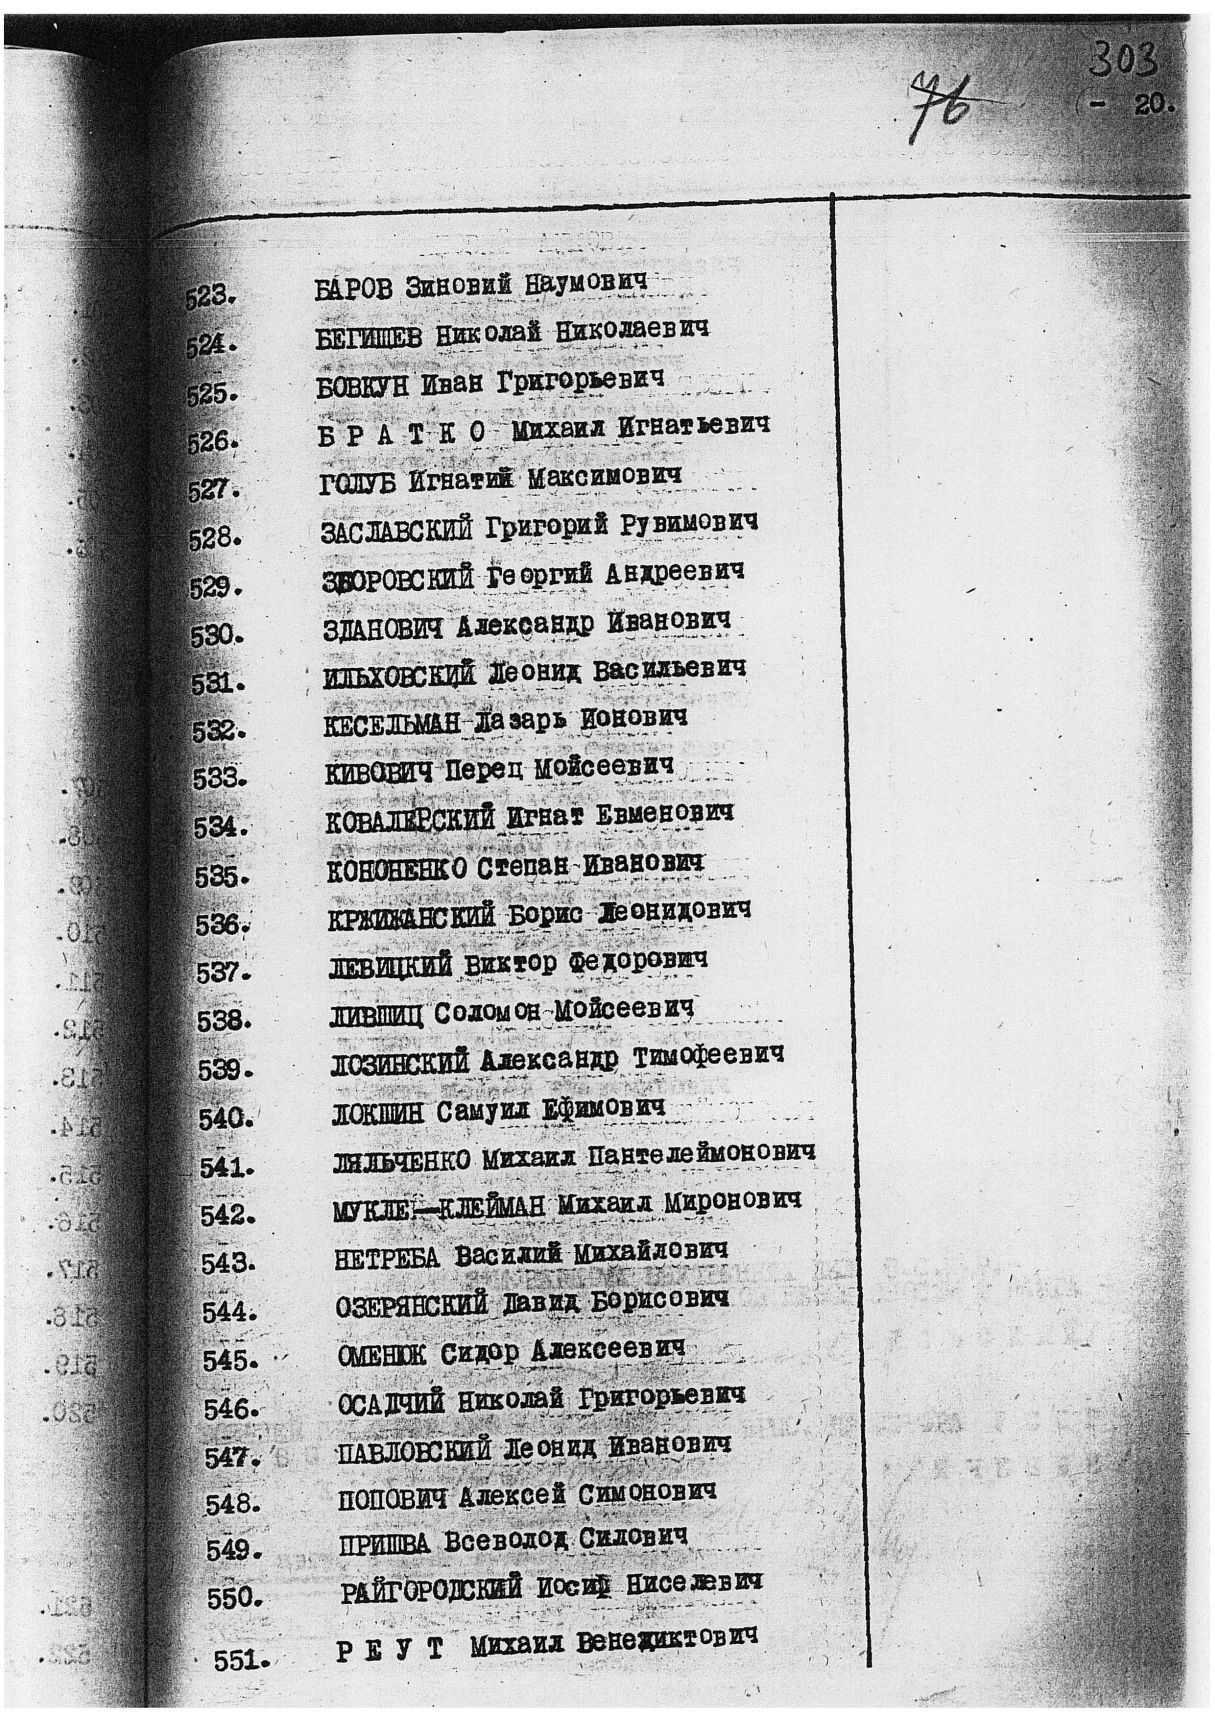 303
76
- 20.
523. БАРОВ Зиновий Наумович
524. БЕГИШЕВ Николай Николаевич
525. БОВКУН Иван Григорьевич
526. Б Р А Т К О Михаил Игнатьевич
527. ГОЛУБ Игнатий Максимович
528. ЗАСЛАВСКИЙ Григорий Рувимович
529. ЗБОРОВСКИЙ Георгий Андреевич
530. ЗДАНОВИЧ Александр Иванович
531. ИЛЬХОВСКИЙ Леонид Васильевич
532. КЕСЕЛЬМАН Лазарь Ионович
533. КИВОВИЧ Перец Мойсеевич
534. КОВАЛЕРСКИЙ Игнат Евменович
535. КОНОНЕНКО Степан Иванович
536. КРЖИЖАНСКИЙ Борис Леонидович
537. ЛЕВИЦКИЙ Виктор Федорович
538. ЛИВШИЦ Соломон Мойсеевич
539. ЛОЗИНСКИЙ Александр Тимофеевич
540. ЛОКШИН Самуил Ефимович
541. ЛЯЛЬЧЕНКО Михаил Пантелеймонович
542. МУКЛЕ-КЛЕЙМАН Михаил Миронович
543. НЕТРЕБА Василий Михайлович
544. ОЗЕРЯНСКИЙ Давид Борисович
545. ОМЕНЮК Сидор Алексеевич
546. ОСАДЧИЙ Николай Григорьевич
547. ПАВЛОВСКИЙ Леонид Иванович
548. ПОПОВИЧ Алексей Симонович
549. ПРИШВА Всеволод Силович
550. РАЙГОРОДСКИЙ Иосиф Ниселевич
551. Р Е У Т Михаил Венедиктович